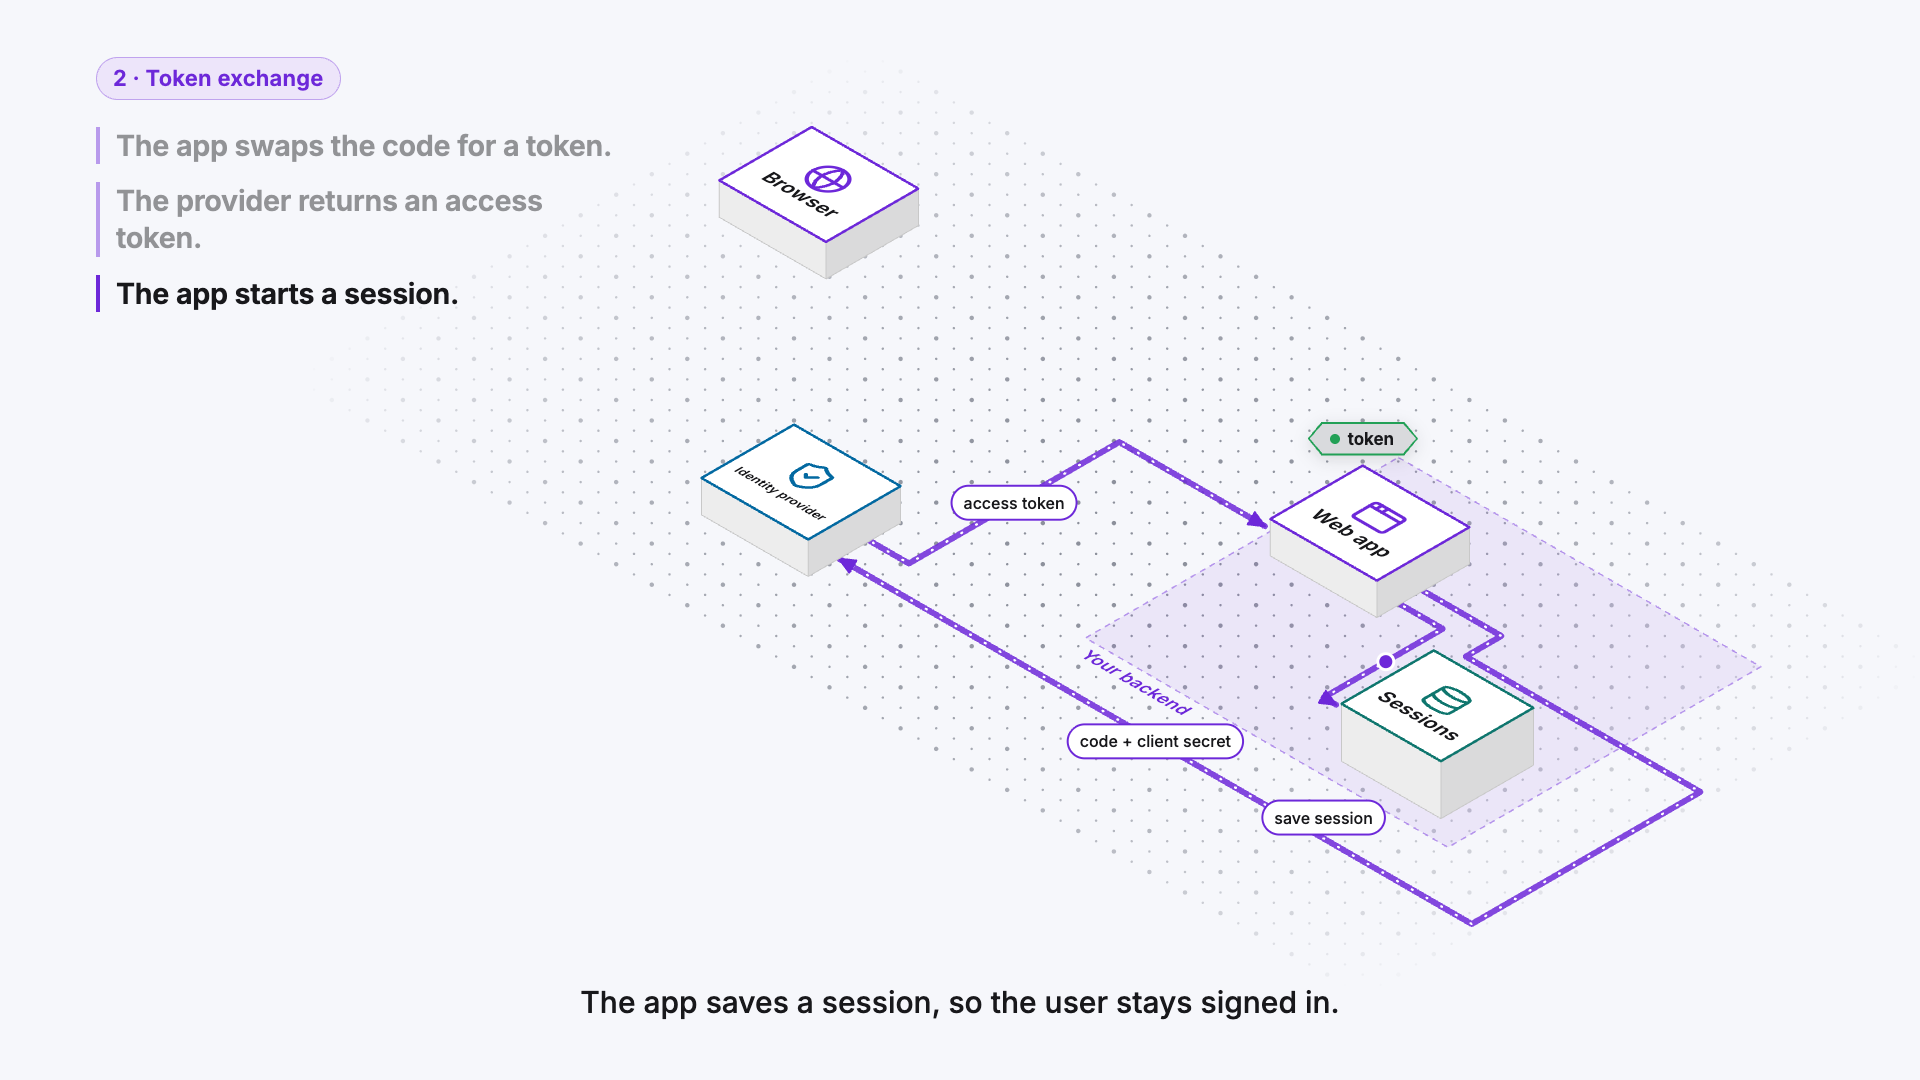 2 · Token exchange
The app swaps the code for a token.
The provider returns an access
token.
The app starts a session.
Browser
Identity provider
access token
token
Web app
Your backend
Sessions
code + client secret
save session
The app saves a session, so the user stays signed in.